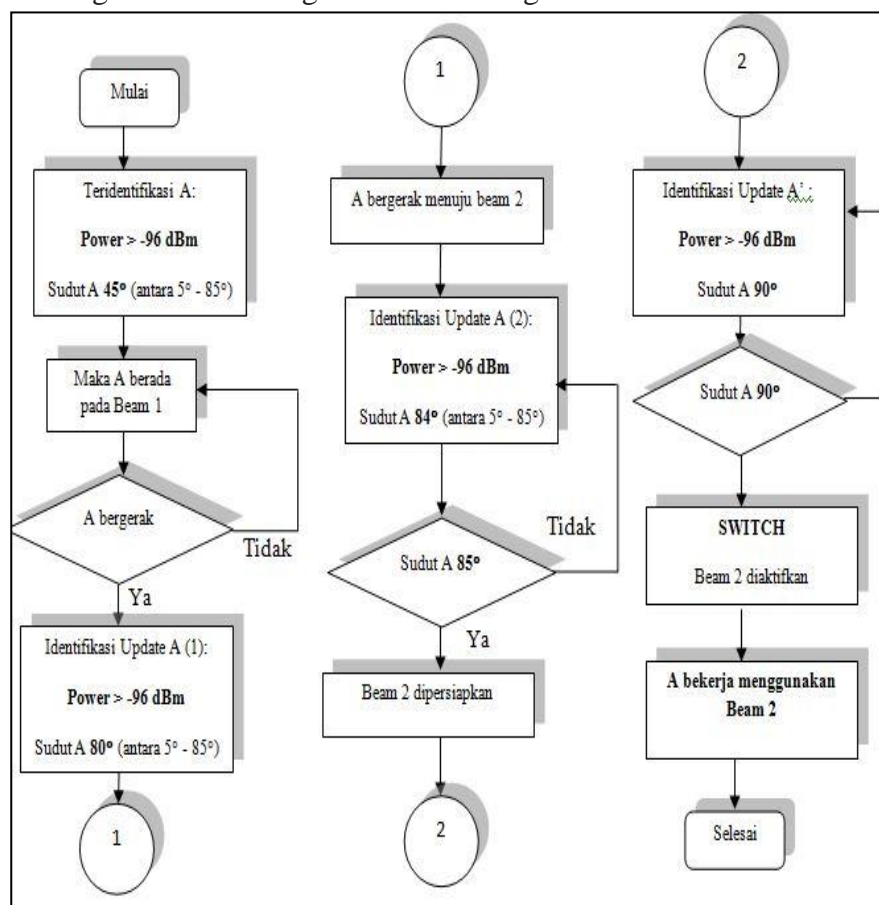 Mulai
Teridentifikasi A:
Power > -96 dBm
Sudut A 45° (antara 5° - 85°)
Maka A berada
pada Beam 1
A bergerak
Tidak
Ya
Identifikasi Update A (1):
Power > -96 dBm
Sudut A 80° (antara 5° - 85°)
1
1
A bergerak menuju beam 2
Identifikasi Update A (2):
Power > -96 dBm
Sudut A 84° (antara 5° - 85°)
Sudut A 85°
Tidak
Ya
Beam 2 dipersiapkan
2
2
Identifikasi Update A' :
Power > -96 dBm
Sudut A 90°
Sudut A 90°
SWITCH
Beam 2 diaktifkan
A bekerja menggunakan
Beam 2
Selesai